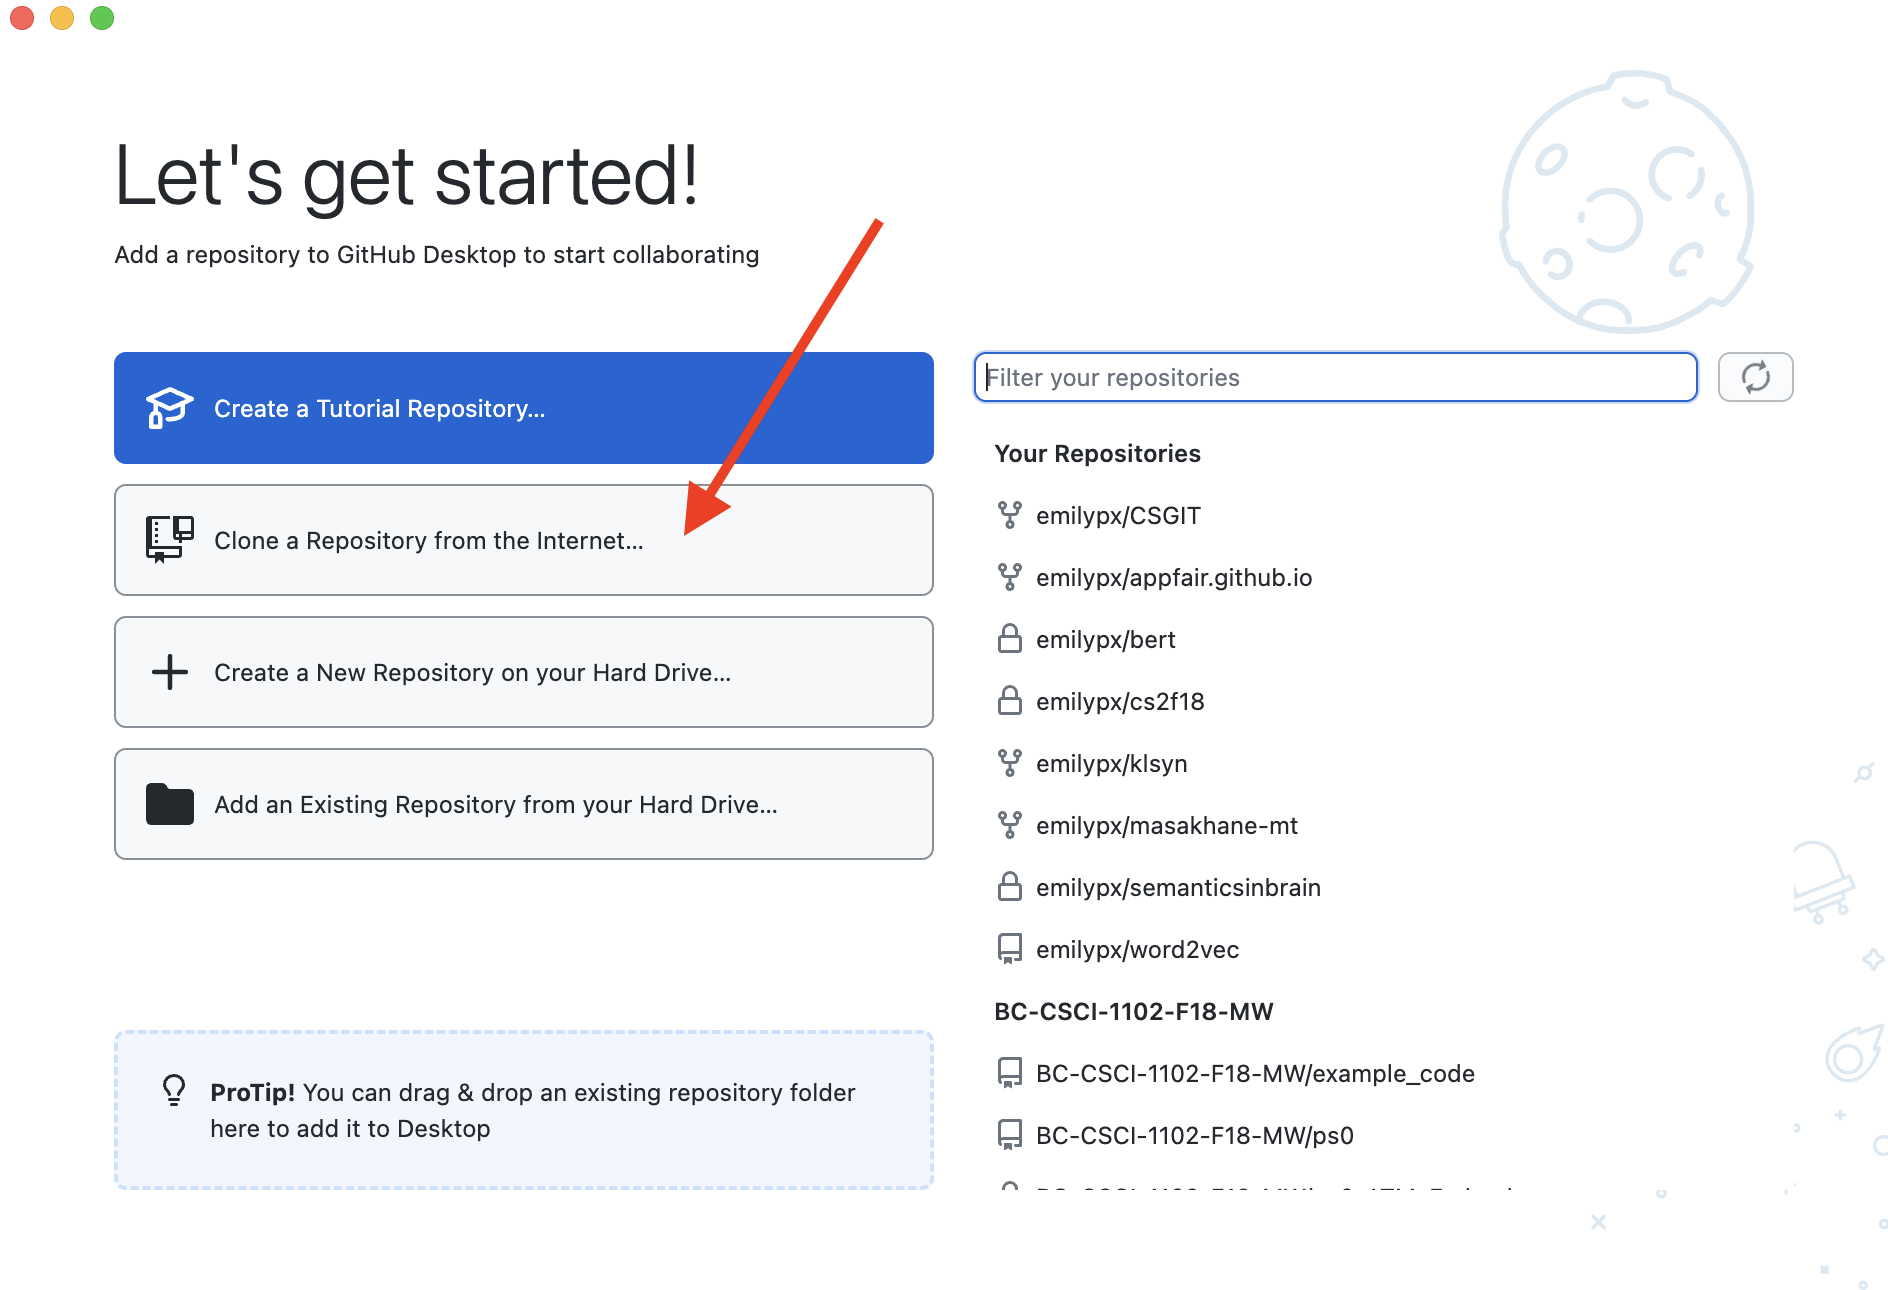 Let's get started!
Add a repository to GitHub Desktop to start collaborating
Create a Tutorial Repository...
Clone a Repository from the Internet...
Create a New Repository on your Hard Drive...
Add an Existing Repository from your Hard Drive...
ProTip! You can drag & drop an existing repository folder
here to add it to Desktop
Filter your repositories
Your Repositories
emilypx/CSGIT
emilypx/appfair.github.io
emilypx/bert
emilypx/cs2f18
emilypx/klsyn
emilypx/masakhane-mt
emilypx/semanticsinbrain
emilypx/word2vec
BC-CSCI-1102-F18-MW
BC-CSCI-1102-F18-MW/example_code
BC-CSCI-1102-F18-MW/ps0